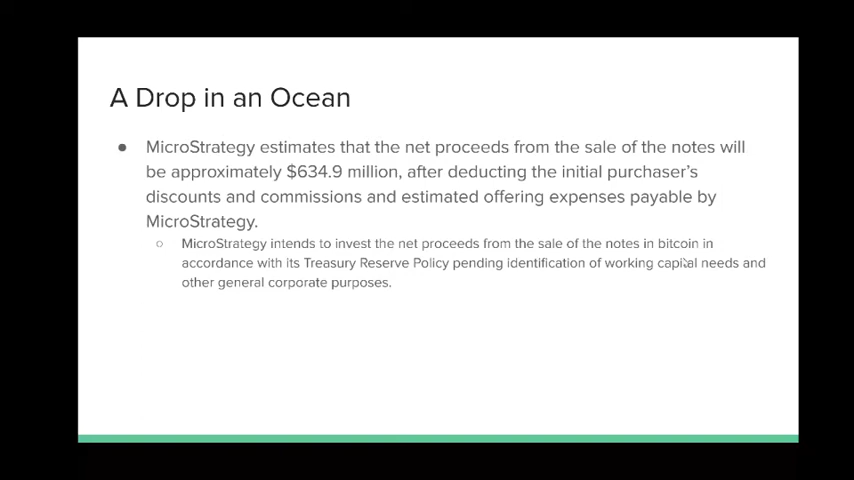 A Drop in an Ocean
● MicroStrategy estimates that the net proceeds from the sale of the notes will
be approximately $634.9 million, after deducting the initial purchaser's
discounts and commissions and estimated offering expenses payable by
MicroStrategy.
○ MicroStrategy intends to invest the net proceeds from the sale of the notes in bitcoin in
accordance with its Treasury Reserve Policy pending identification of working capital needs and
other general corporate purposes.